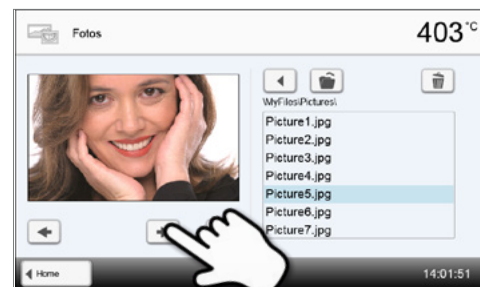 Fotos
403 °C
MyFiles\Pictures\
Picture1.jpg
Picture2.jpg
Picture3.jpg
Picture4.jpg
Picture5.jpg
Picture6.jpg
Picture7.jpg
Home
14:01:51